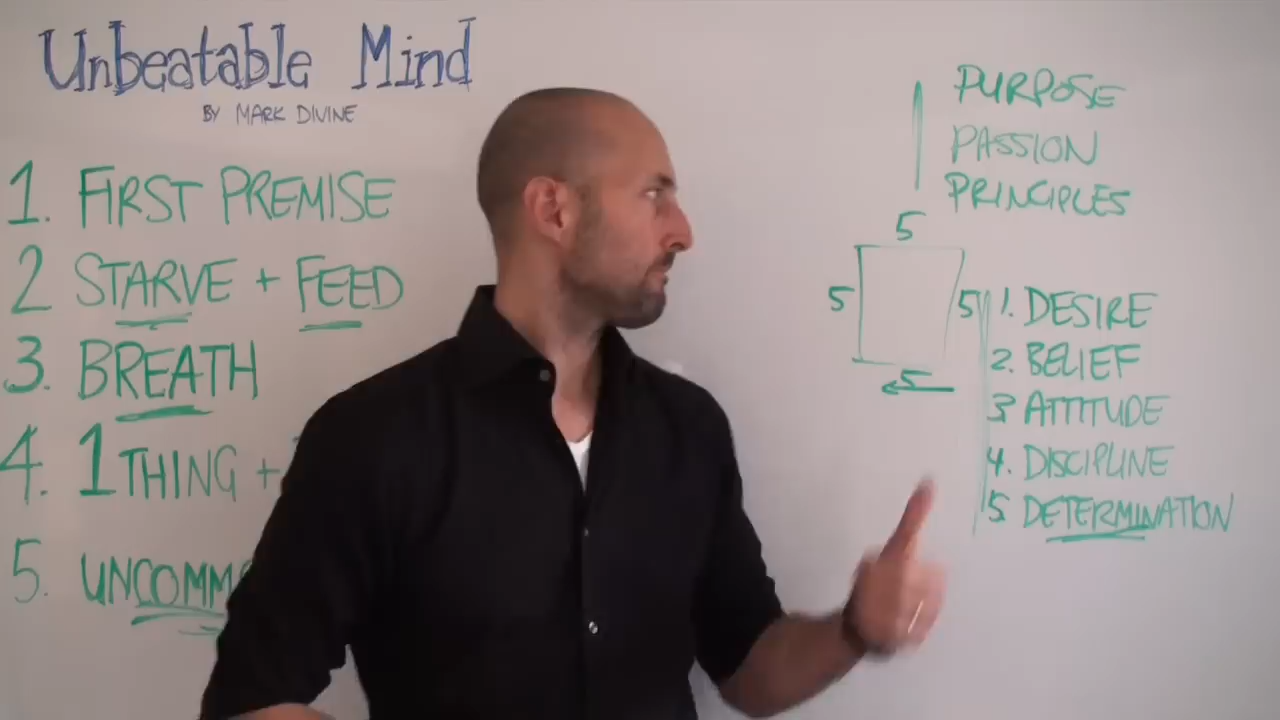 Unbeatable Mind
BY MARK DIVINE
1. FIRST PREMISE
2 STARVE + FEED
3. BREATH
4. 1 THING +
5.
PURPOSE
PASSION
PRINCIPLES
5
5
5
5
1. DESIRE
2. BELIEF
3 ATTITUDE
4. DISCIPLINE
5 DETERMINATION